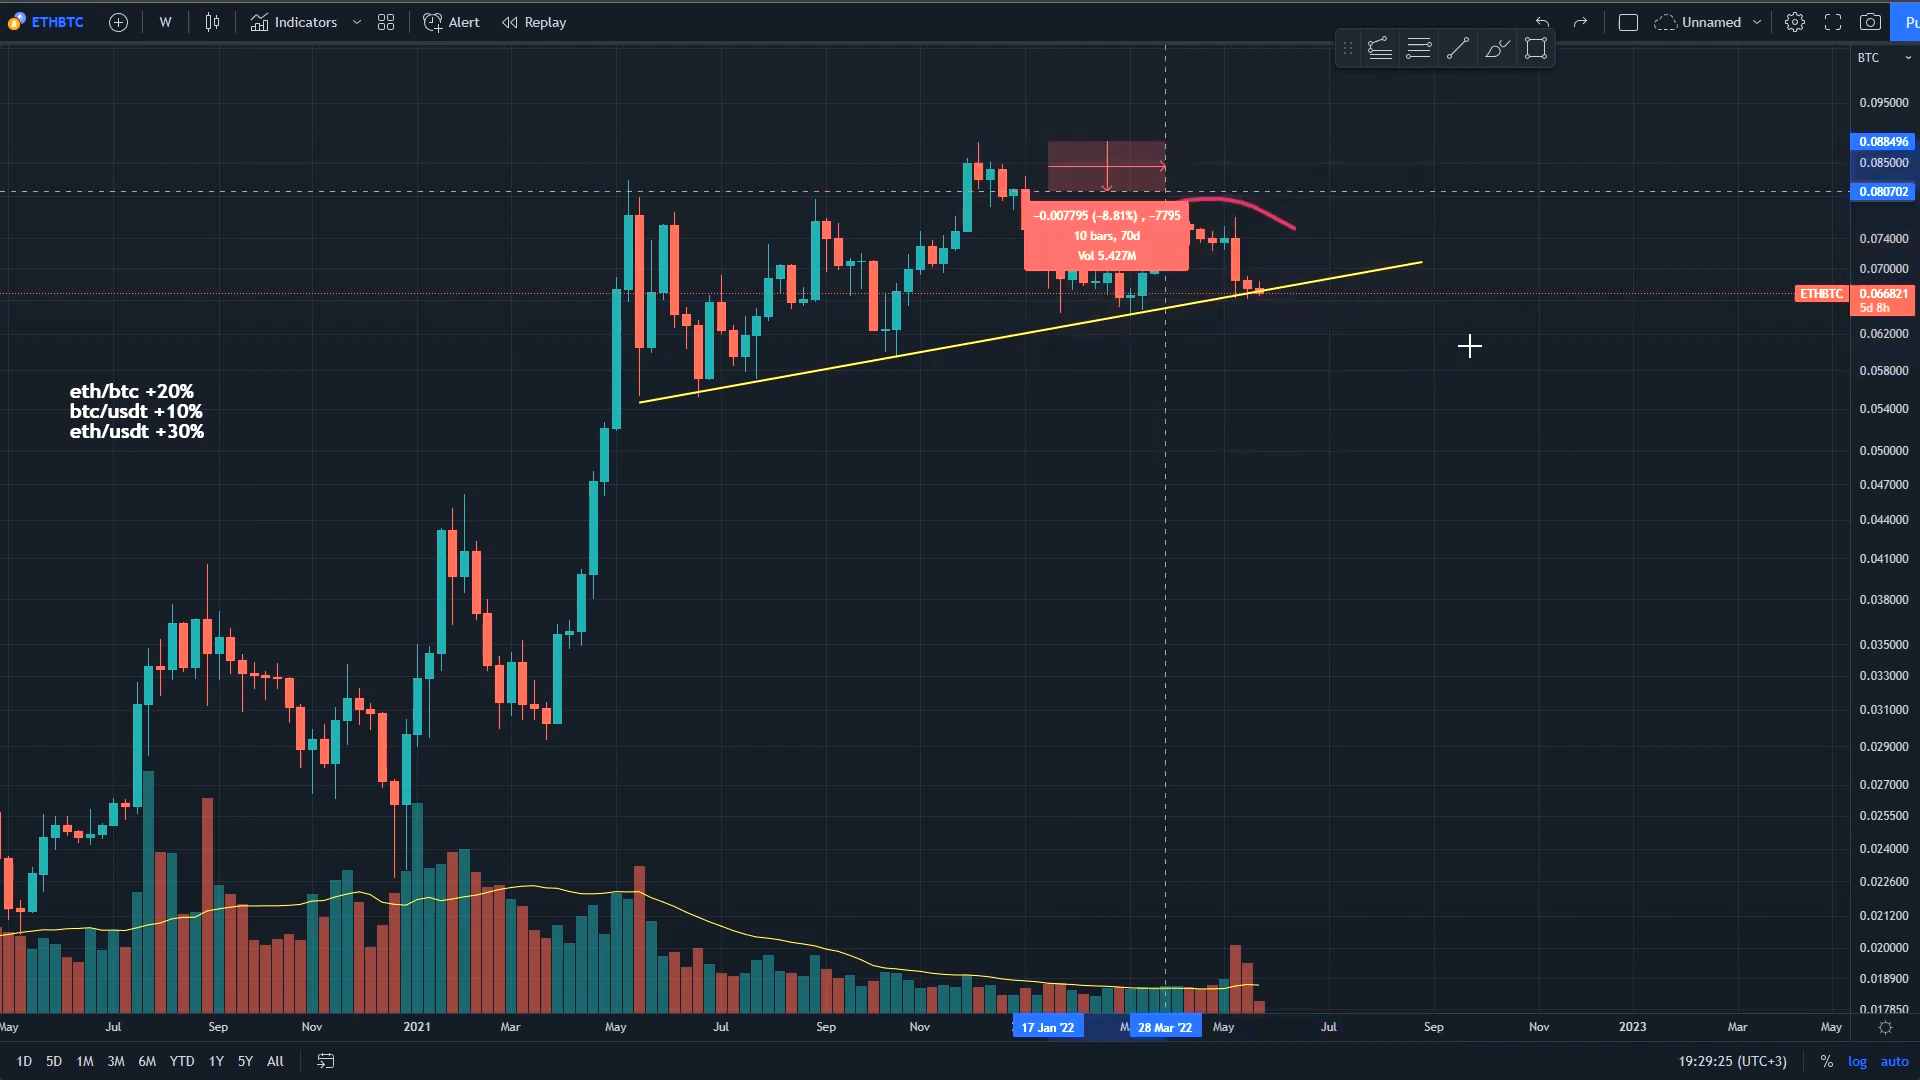 ETHBTC W Indicators Alert Replay Unnamed
BTC
0.095000
0.088496
0.085000
0.080702
−0.007795 (−8.81%) , −7795
10 bars, 70d
Vol 5.427M
0.074000
0.070000
ETHBTC 0.066821
5d 8h
0.062000
0.058000
eth/btc +20%
btc/usdt +10%
eth/usdt +30%
0.054000
0.050000
0.047000
0.044000
0.041000
0.038000
0.035000
0.033000
0.031000
0.029000
0.027000
0.025500
0.024000
0.022600
0.021200
0.020000
0.018900
0.017850
May Jul Sep Nov 2021 Mar May Jul Sep Nov 17 Jan '22 28 Mar '22 May Jul Sep Nov 2023 Mar May
1D 5D 1M 3M 6M YTD 1Y 5Y All 19:29:25 (UTC+3) % log auto